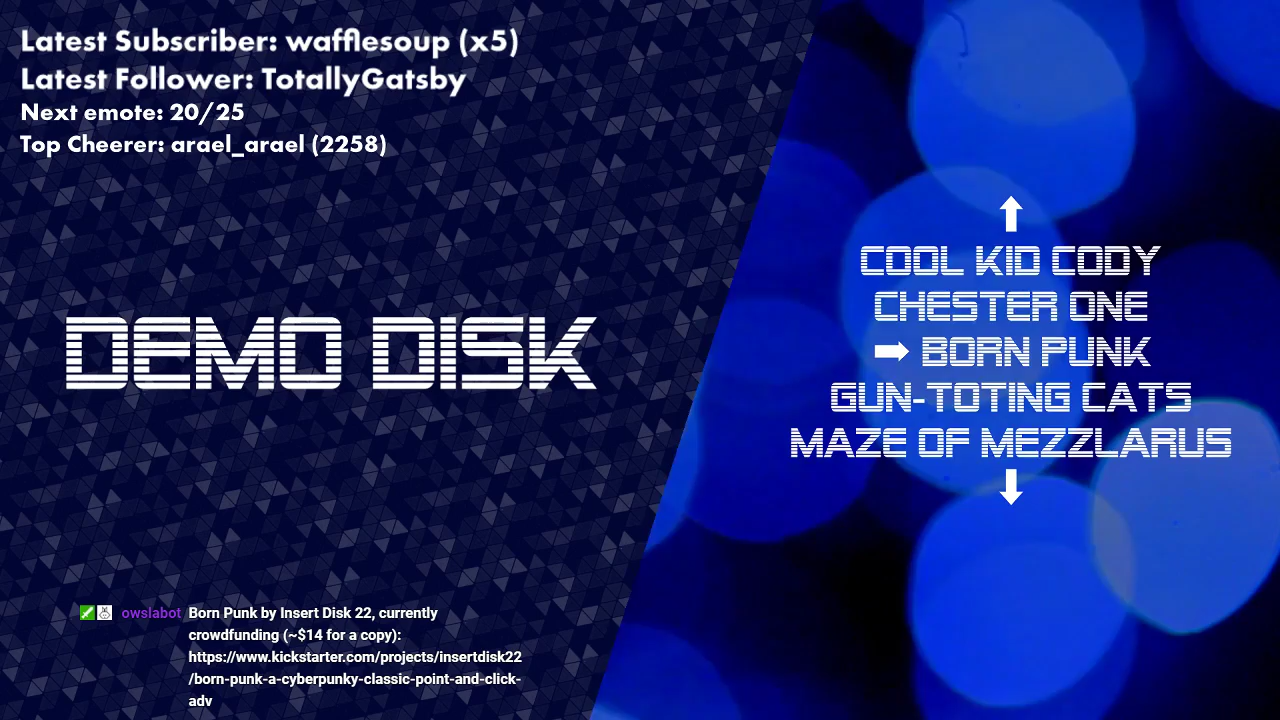 Latest Subscriber: wafflesoup (x5)
Latest Follower: TotallyGatsby
Next emote: 20/25
Top Cheerer: arael_arael (2258)
DEMO DISK
COOL KID CODY
CHESTER ONE
BORN PUNK
GUN-TOTING CATS
MAZE OF MEZZLARUS
owslabot Born Punk by Insert Disk 22, currently
crowdfunding (~$14 for a copy):
https://www.kickstarter.com/projects/insertdisk22
/born-punk-a-cyberpunky-classic-point-and-click-
adv